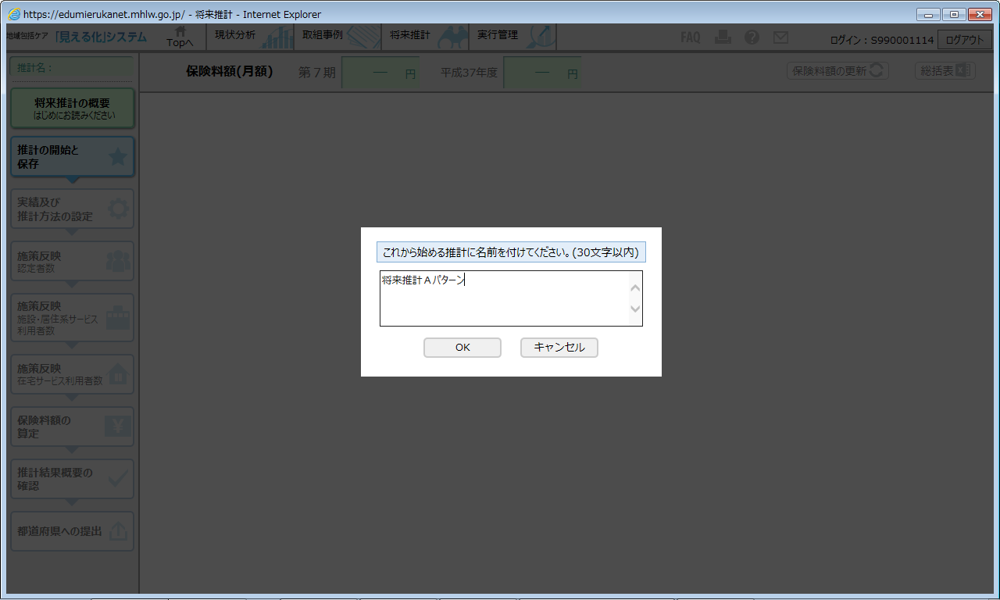 https://edumierukanet.mhlw.go.jp/ - 将来推計 - Internet Explorer
地域包括ケア「見える化」システム
Topへ
現状分析
取組事例
将来推計
実行管理
FAQ
ログイン：S990001114
ログアウト
推計名：
保険料額(月額)
第７期
― 円
平成37年度
― 円
保険料額の更新
総括表
将来推計の概要
はじめにお読みください
推計の開始と
保存
実績及び
推計方法の設定
施策反映
認定者数
施策反映
施設・居住系サービス
利用者数
施策反映
在宅サービス利用者数
保険料額の
算定
推計結果概要の
確認
都道府県への提出
これから始める推計に名前を付けてください。(30文字以内)
将来推計Ａパターン
OK
キャンセル